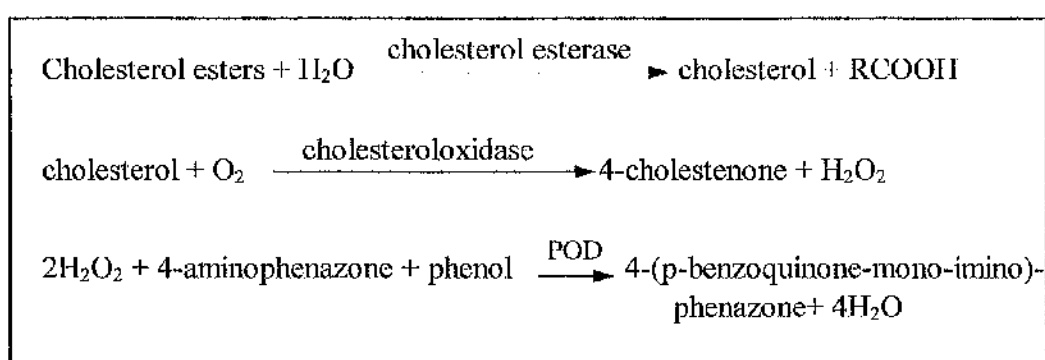 cholesterol esterase
Cholesterol esters + H₂O → cholesterol + RCOOH
cholesteroloxidase
cholesterol + O₂ → 4-cholestenone + H₂O₂
POD
2H₂O₂ + 4-aminophenazone + phenol → 4-(p-benzoquinone-mono-imino)-
phenazone+ 4H₂O